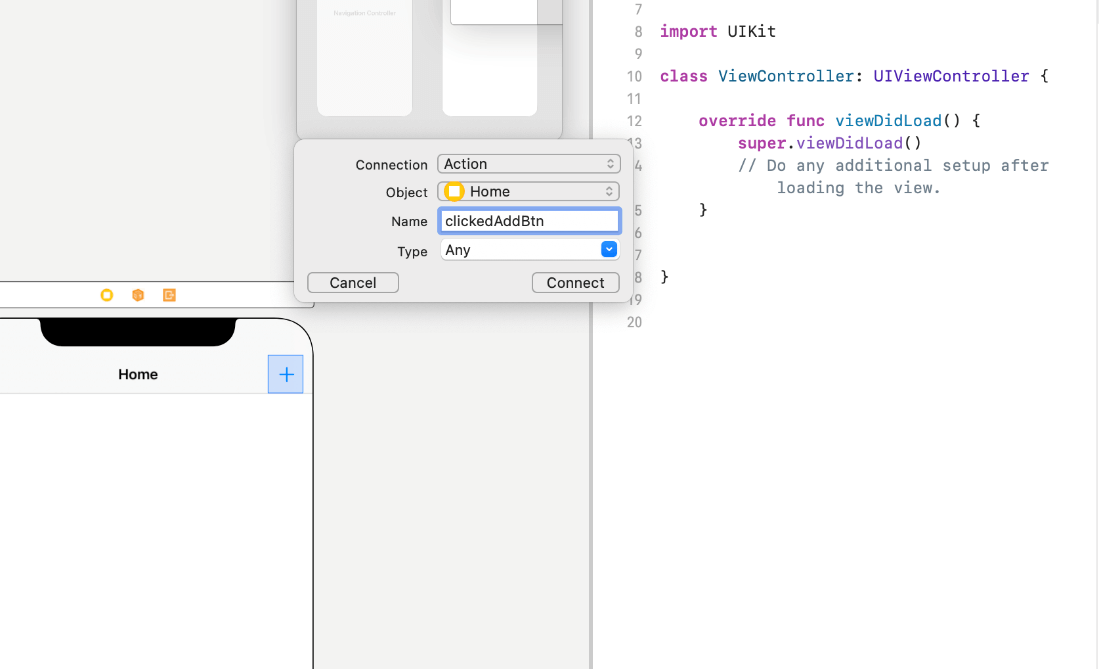 Navigation Controller
7
8 import UIKit
9
10 class ViewController: UIViewController {
11
12 override func viewDidLoad() {
13 super.viewDidLoad()
4 // Do any additional setup after
loading the view.
5 }
6
7
8 }
19
20
Connection Action
Object Home
Name clickedAddBtn
Type Any
Cancel Connect
Home +